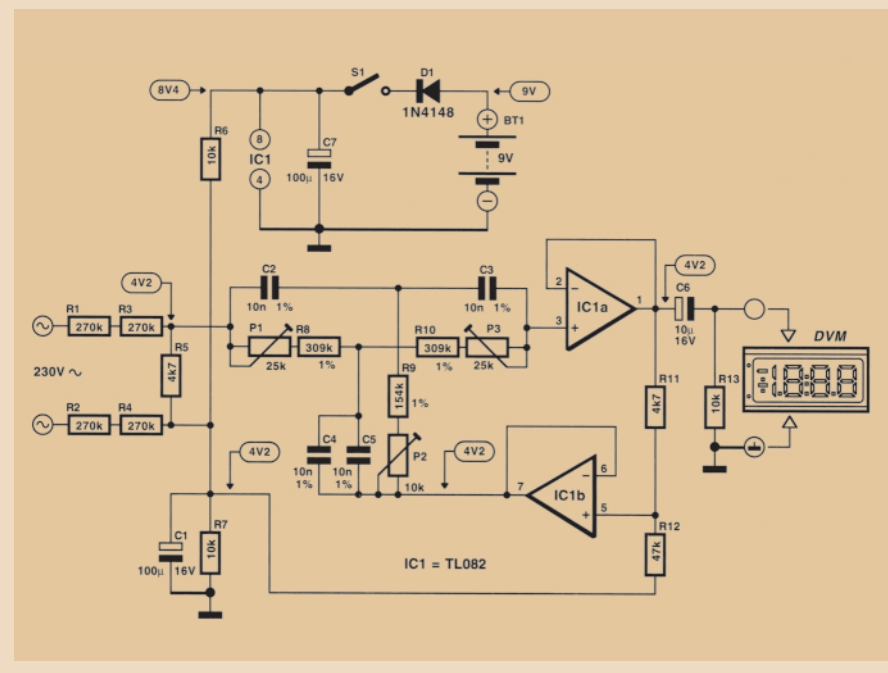 S1
D1
8V4
9V
1N4148
BT1
R6
10k
8
IC1
4
C7
100µ 16V
9V
4V2
C2
10n 1%
C3
10n 1%
2
IC1a
1
3
4V2
C6
10µ
16V
R1
270k
R3
270k
P1
25k
R8
309k
1%
R10
309k
1%
P3
25k
DVM
18:8.8
R5
4k7
230V ~
R9
154k
1%
R11
4k7
R13
10k
R2
270k
R4
270k
C4
10n
1%
C5
10n
1%
P2
10k
4V2
4V2
7
IC1b
6
5
R12
47k
C1
100µ 16V
R7
10k
IC1 = TL082